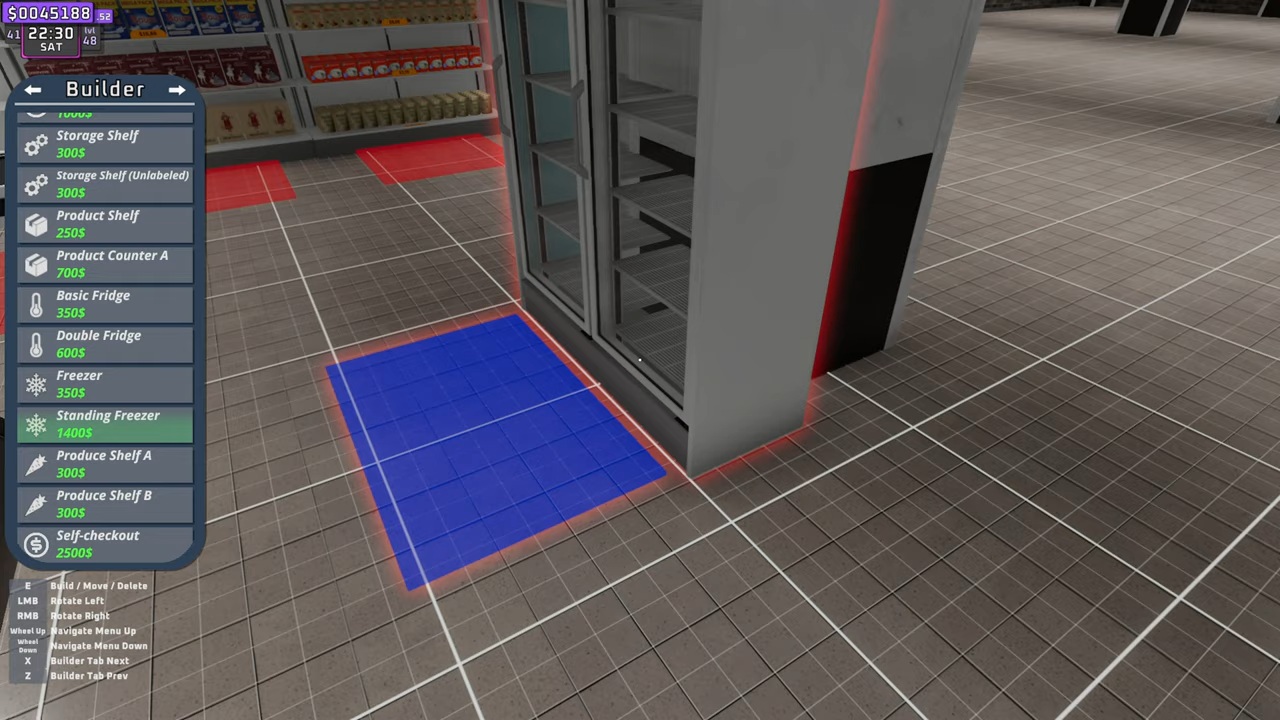 $0045188 .52
41 22:30 lvl
SAT 48
Builder
1000$
Storage Shelf
300$
Storage Shelf (Unlabeled)
300$
Product Shelf
250$
Product Counter A
700$
Basic Fridge
350$
Double Fridge
600$
Freezer
350$
Standing Freezer
1400$
Produce Shelf A
300$
Produce Shelf B
300$
Self-checkout
2500$
E Build / Move / Delete
LMB Rotate Left
RMB Rotate Right
Wheel Up Navigate Menu Up
Wheel Down Navigate Menu Down
X Builder Tab Next
Z Builder Tab Prev